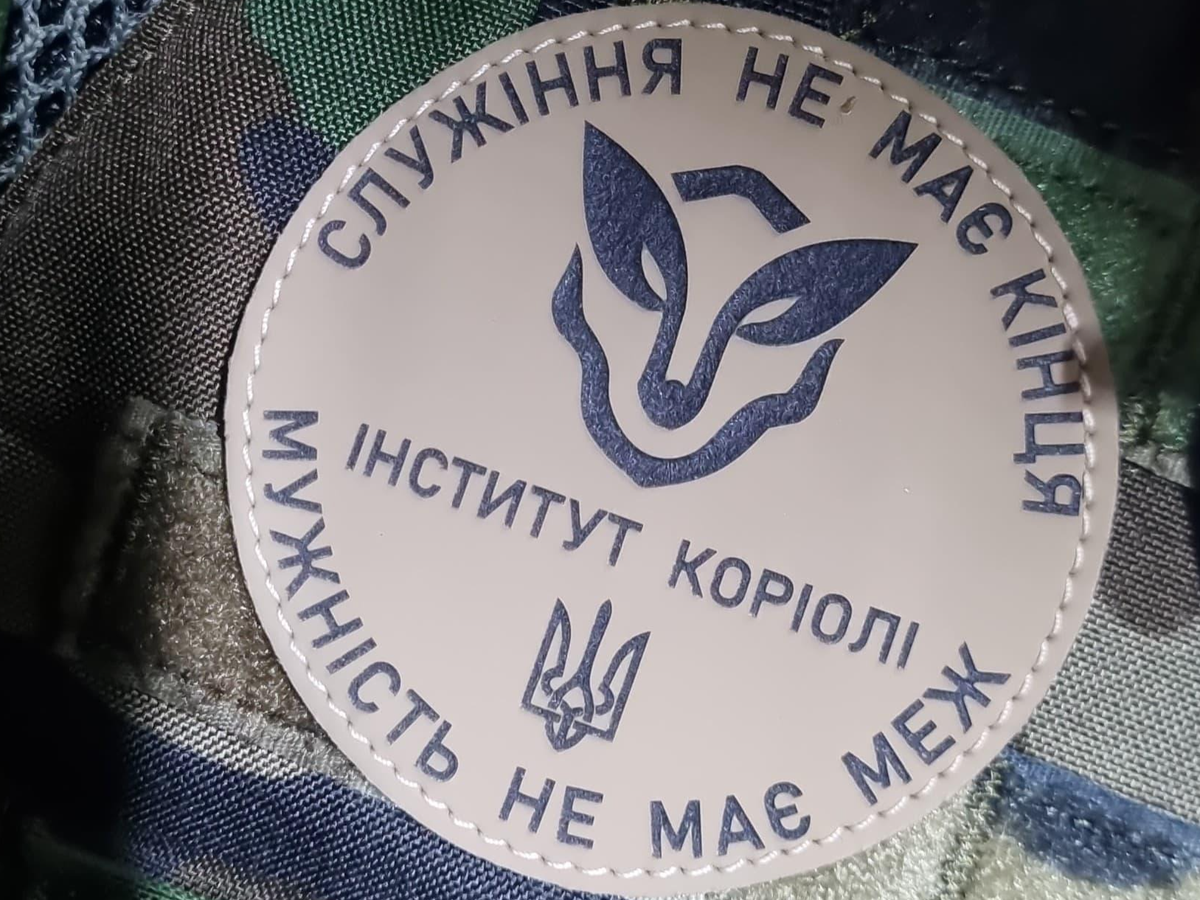 СЛУЖІННЯ НЕ МАЄ КІНЦЯ
ІНСТИТУТ КОРІОЛІ
МУЖНІСТЬ НЕ МАЄ МЕЖ